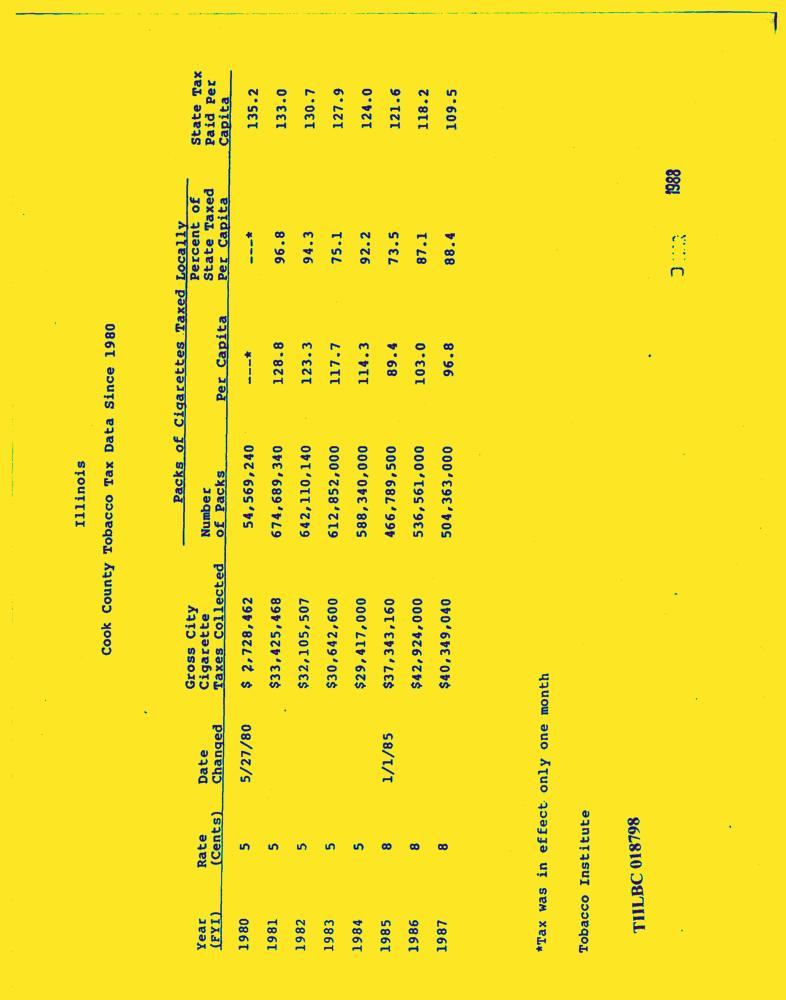 Illinois
Cook County Tobacco Tax Data Since 1980
Packs of Cigarettes Taxed Locally
Gross City Percent of State Tax
Year Rate Date Cigarette Number State Taxed Paid Per
(FYI) (Cents) Changed Taxes Collected of Packs Per Capita Per Capita Capita
1980 5 5/27/80 $ 2,728,462 54,569,240 ---* ---* 135.2
1981 5 $33,425,468 674,689,340 128.8 96.8 133.0
1982 5 $32,105,507 642,110,140 123.3 94.3 130.7
1983 5 $30,642,600 612,852,000 117.7 75.1 127.9
1984 5 $29,417,000 588,340,000 114.3 92.2 124.0
1985 8 1/1/85 $37,343,160 466,789,500 89.4 73.5 121.6
1986 8 $42,924,000 536,561,000 103.0 87.1 118.2
1987 8 $40,349,040 504,363,000 96.8 88.4 109.5
*Tax was in effect only one month
Tobacco Institute
TIILBC 018798
1988